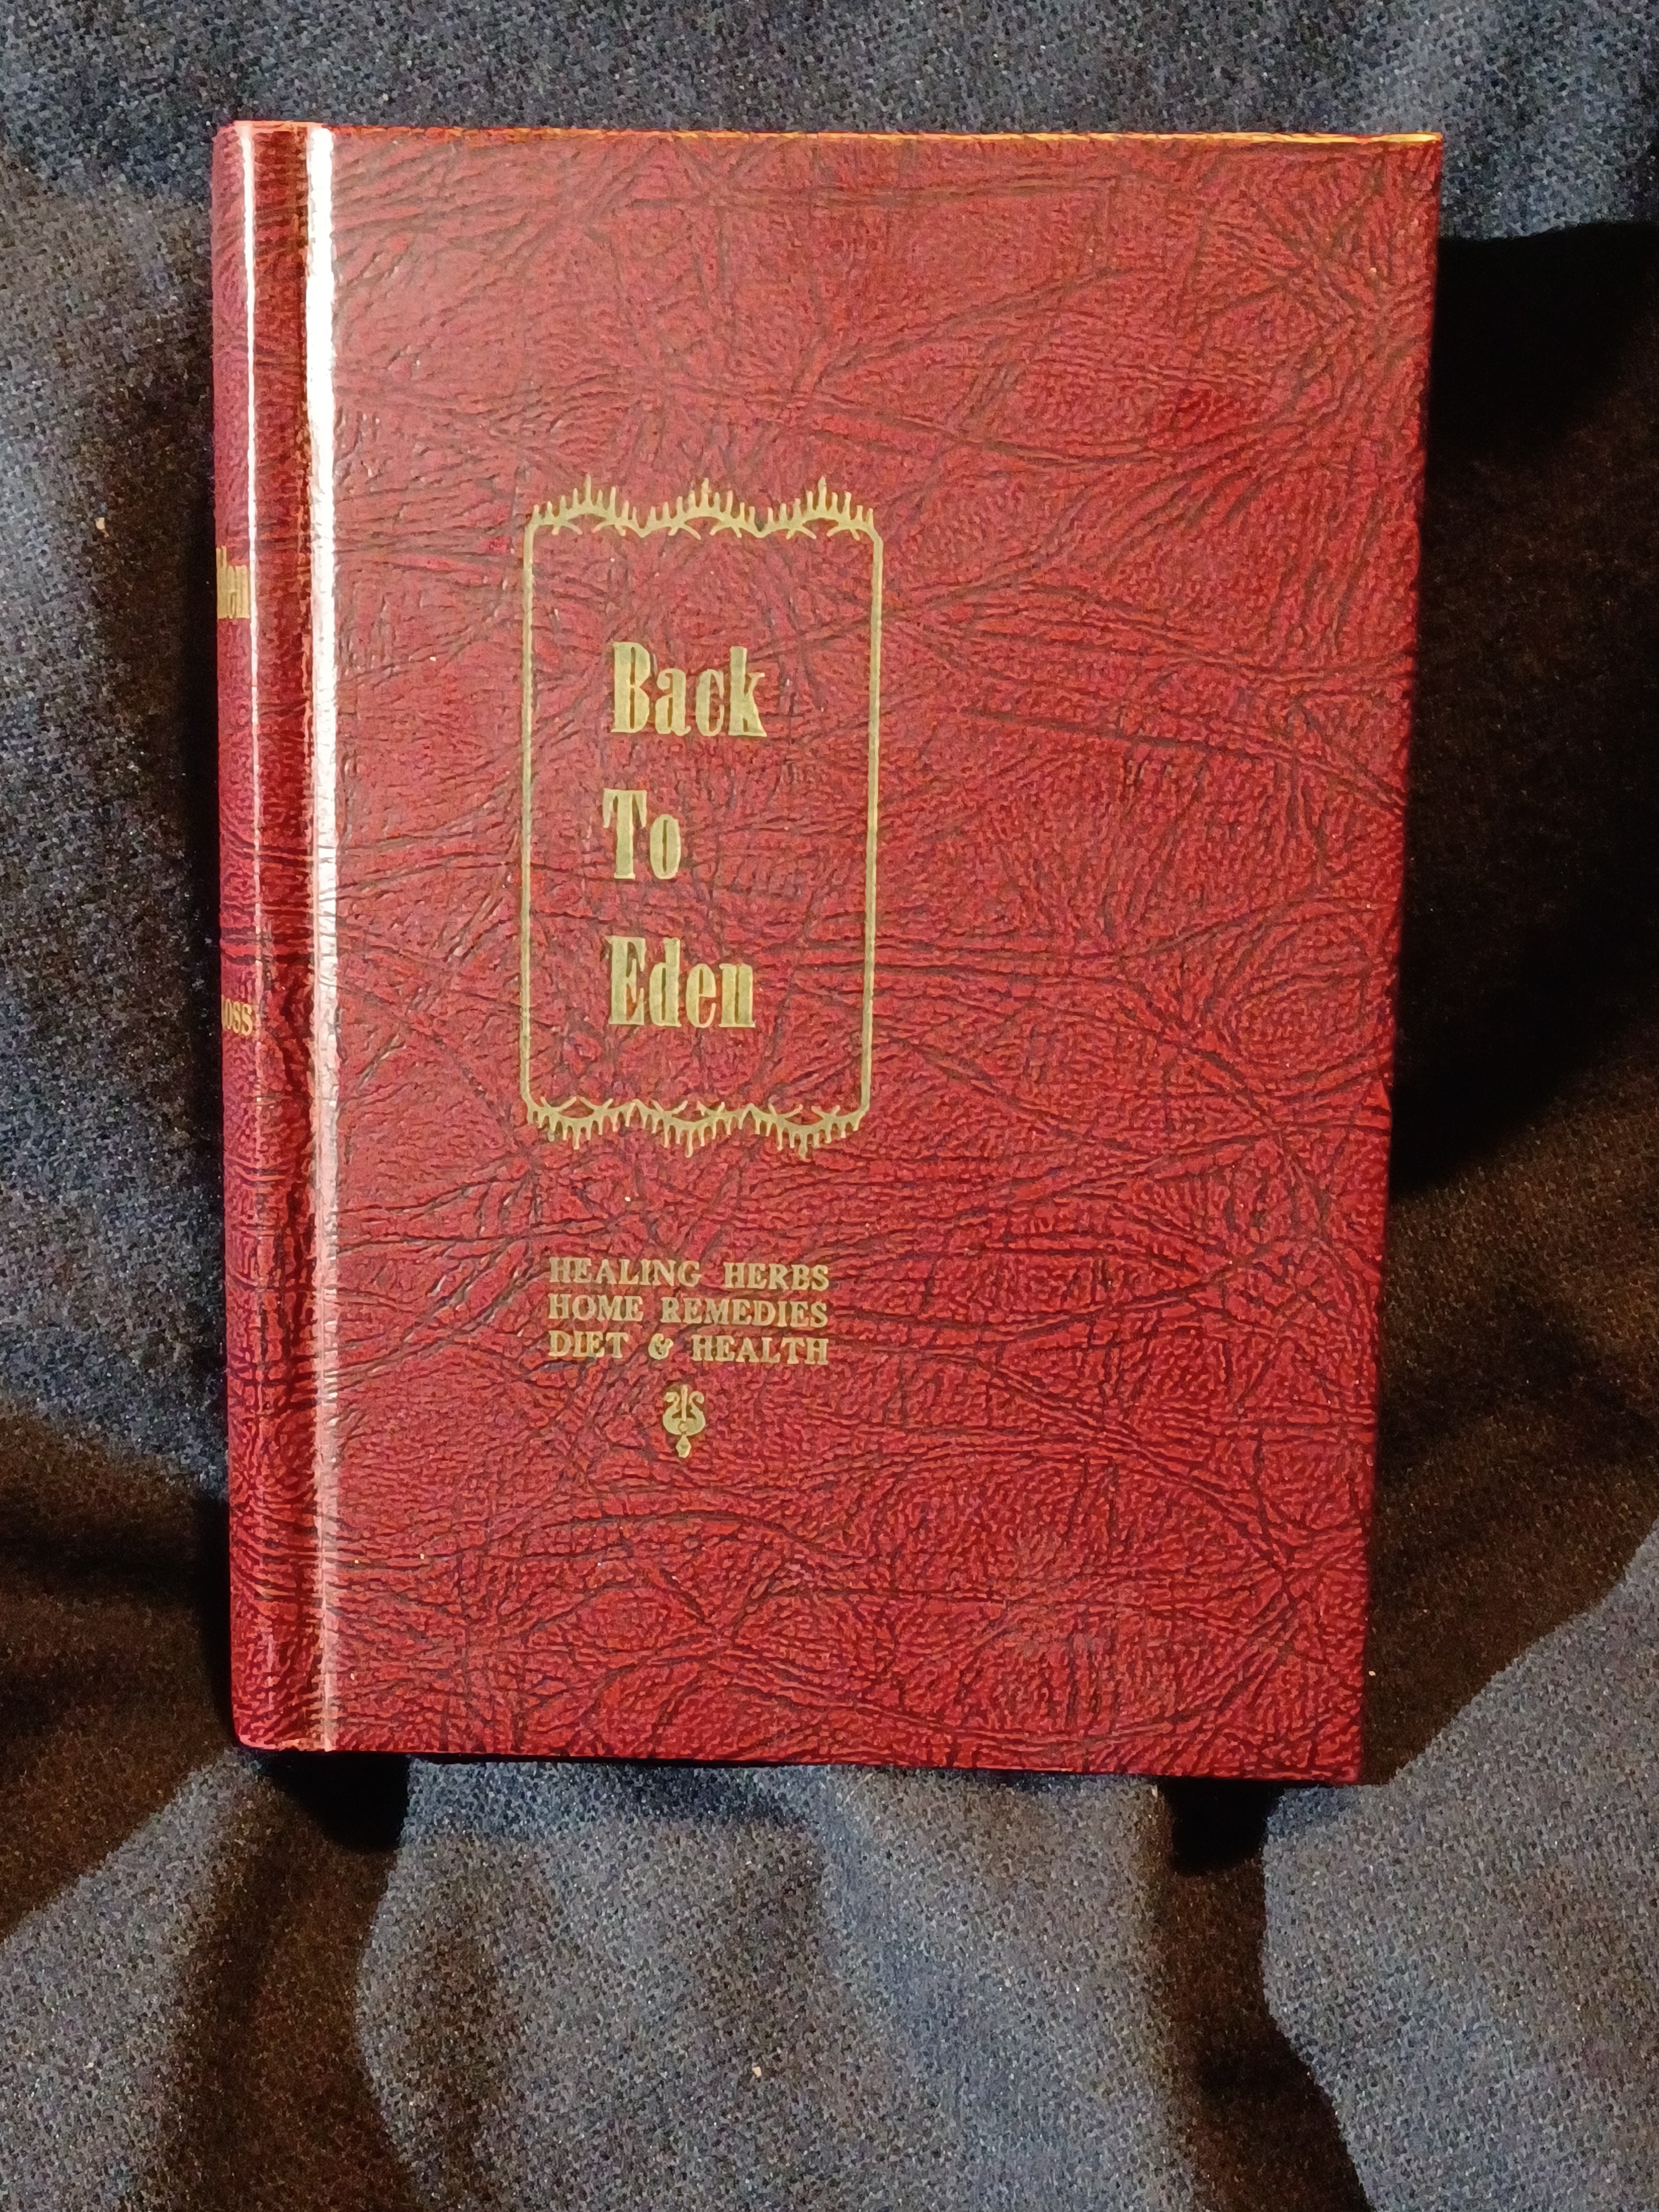 Back
To
Eden
HEALING HERBS
HOME REMEDIES
DIET & HEALTH